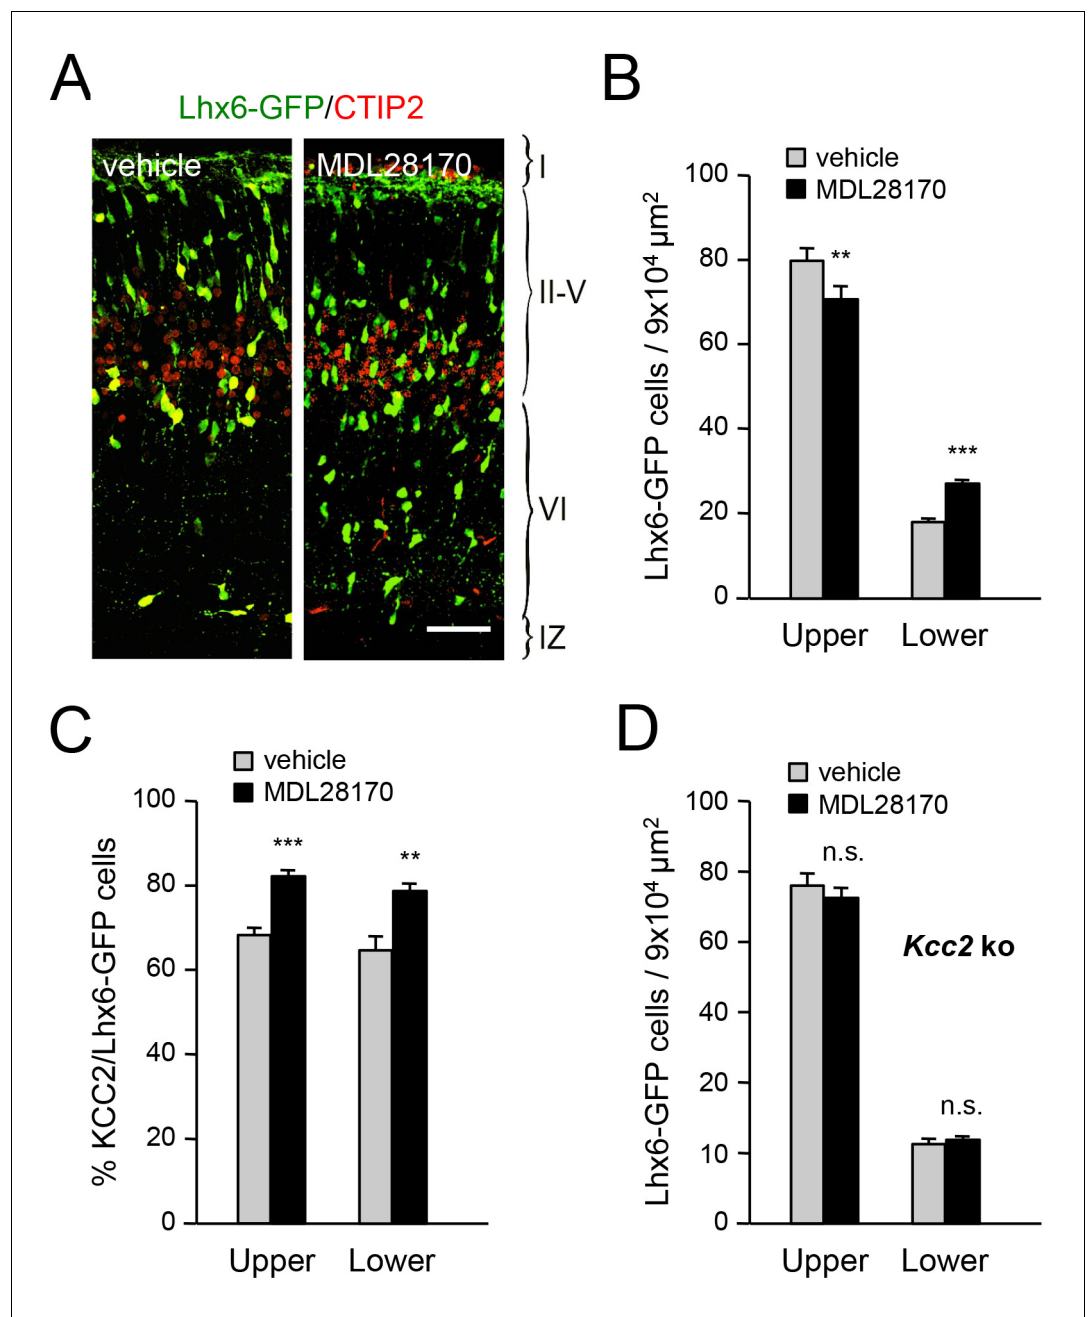 A
Lhx6-GFP/CTIP2
vehicle
MDL28170
I
II-V
VI
IZ
B
vehicle
MDL28170
Lhx6-GFP cells / 9x10⁴ µm²
100
80
60
40
20
0
**
***
Upper Lower
C
vehicle
MDL28170
% KCC2/Lhx6-GFP cells
100
80
60
40
20
0
***
**
Upper Lower
D
vehicle
MDL28170
Lhx6-GFP cells / 9x10⁴ µm²
100
80
60
40
20
10
0
n.s.
Kcc2 ko
n.s.
Upper Lower